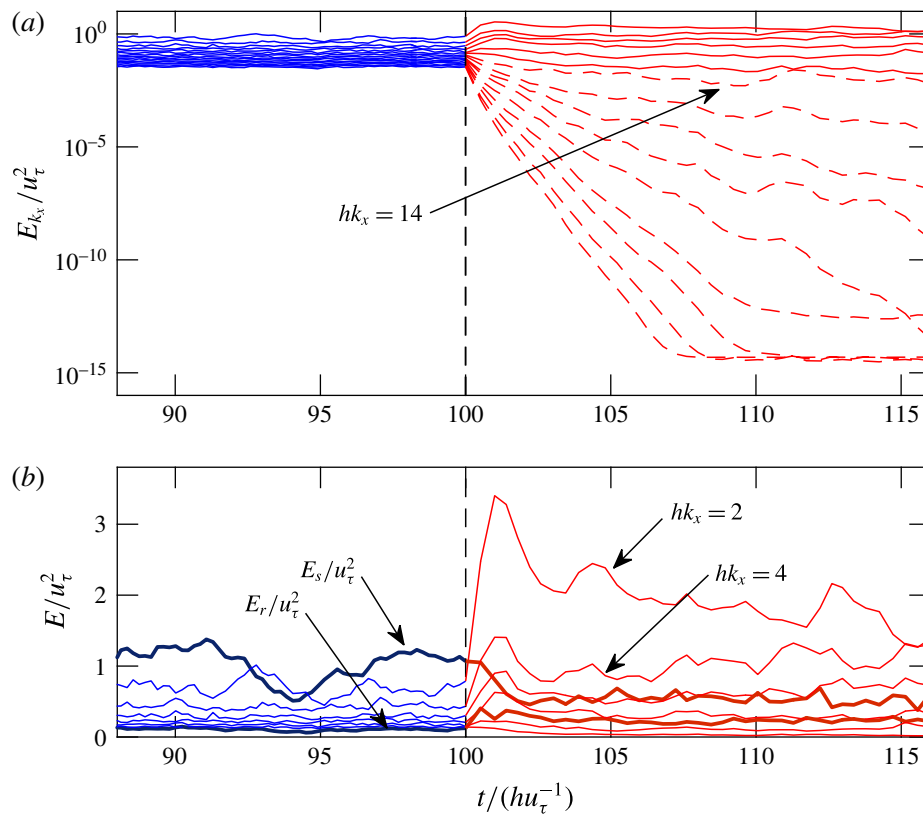 (a)
10^0
10^{-5}
10^{-10}
10^{-15}
E_{k_x}/u_τ^2
hk_x = 14
90 95 100 105 110 115
(b)
3
2
1
0
E/u_τ^2
E_s/u_τ^2
E_r/u_τ^2
hk_x = 2
hk_x = 4
90 95 100 105 110 115
t/(hu_τ^{-1})